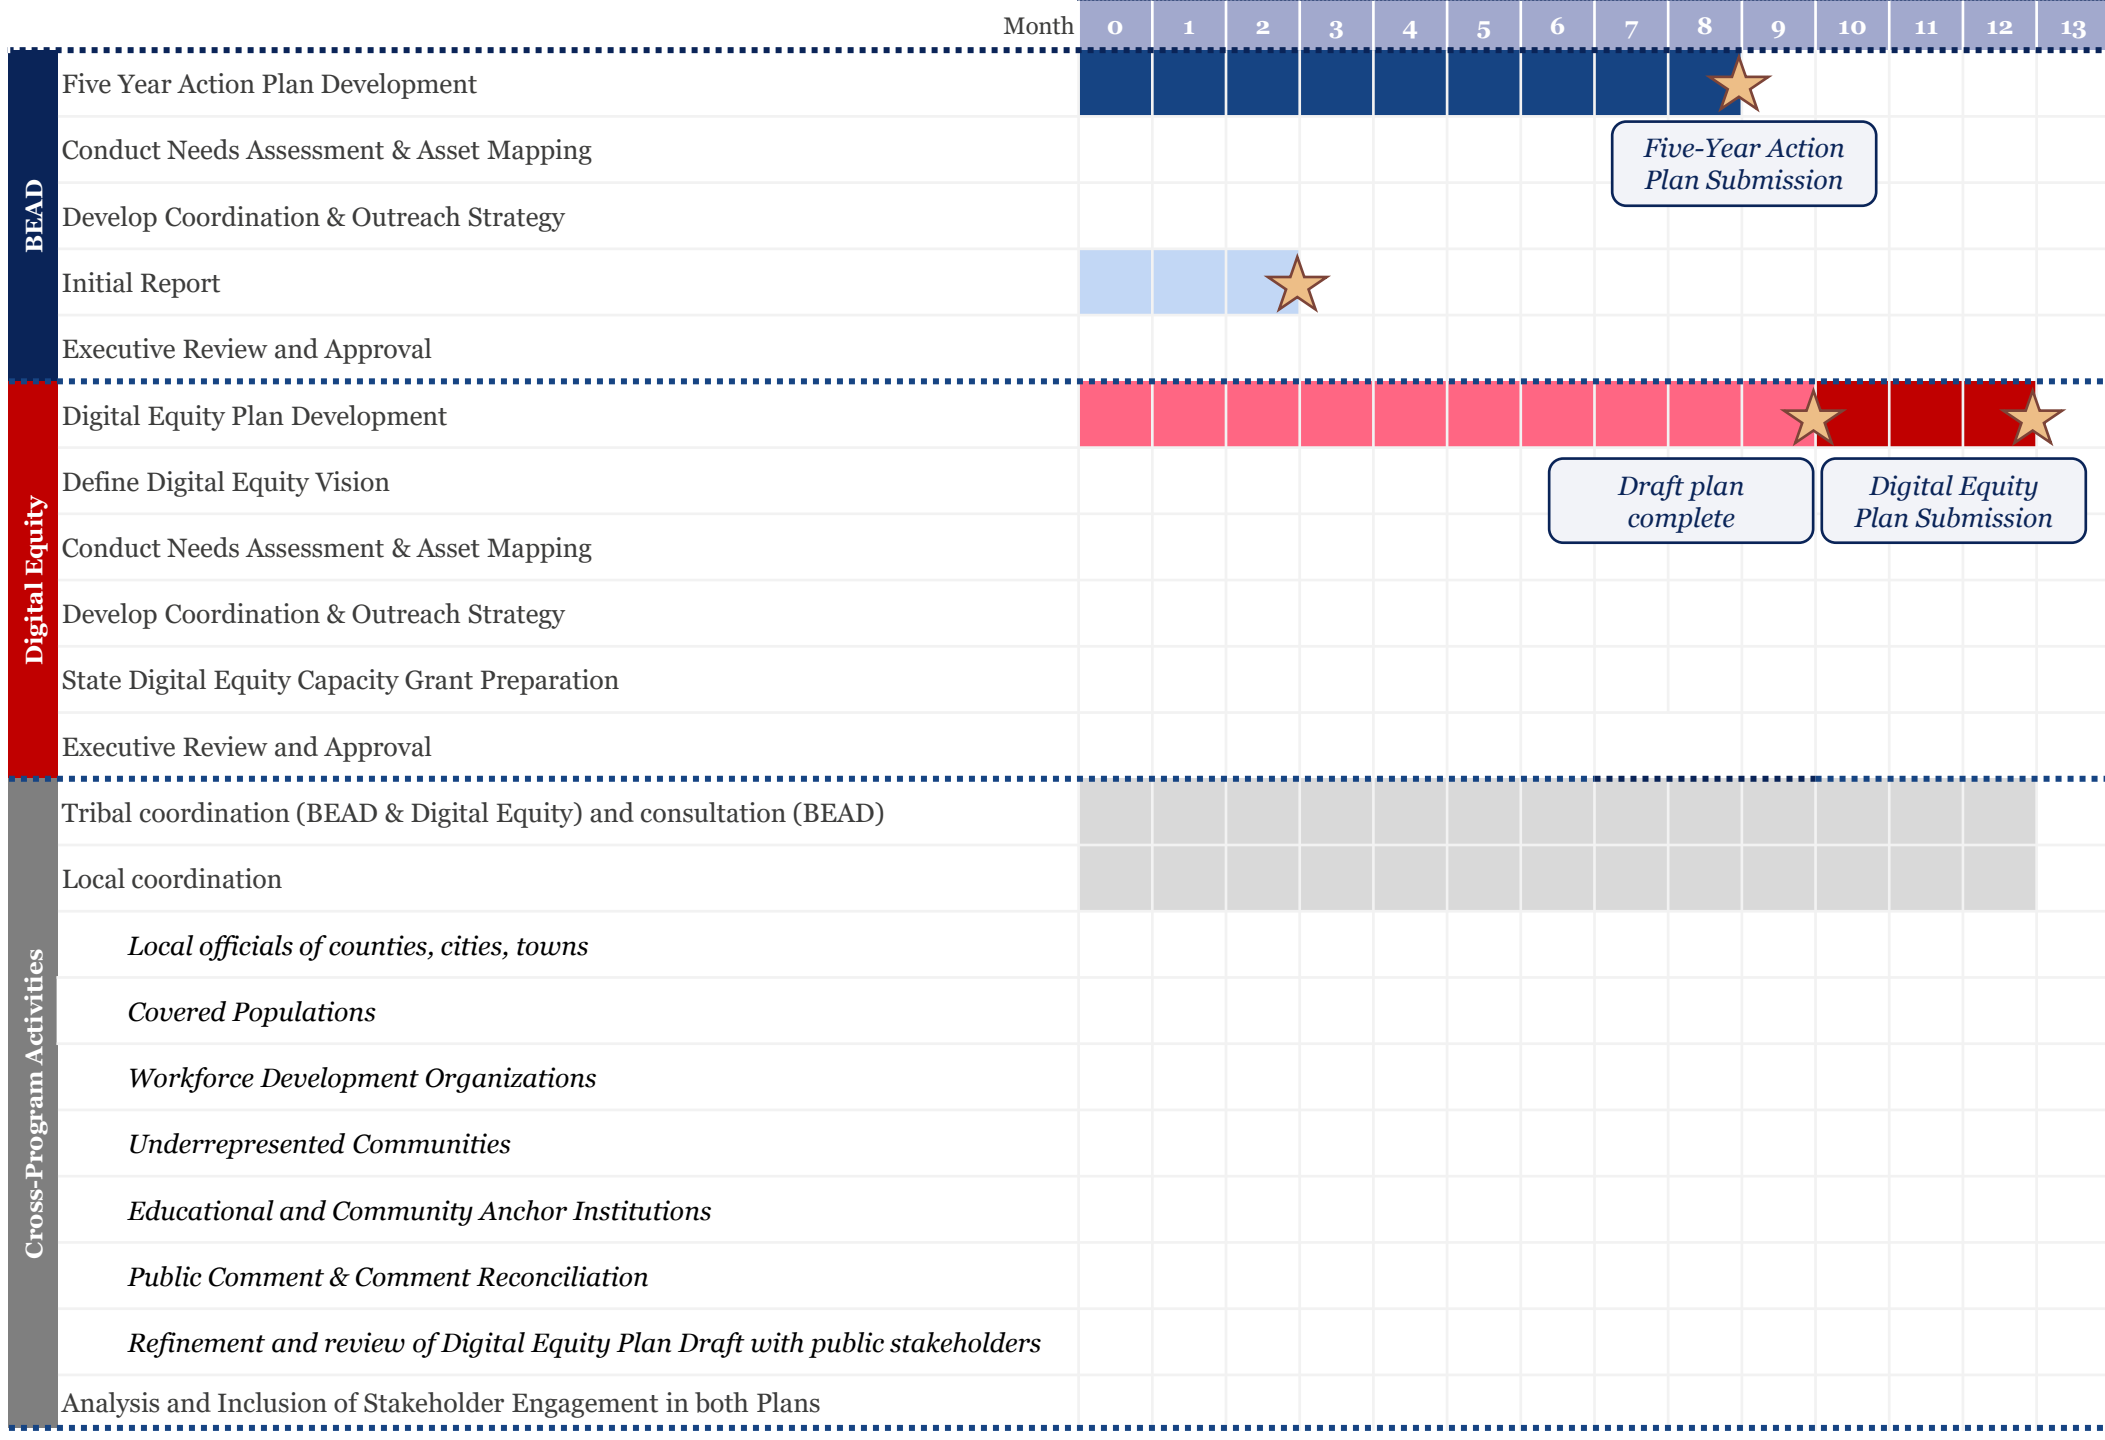 Month 0 1 2 3 4 5 6 7 8 9 10 11 12 13
BEAD
Five Year Action Plan Development
Conduct Needs Assessment & Asset Mapping
Five-Year Action
Plan Submission
Develop Coordination & Outreach Strategy
Initial Report
Executive Review and Approval
Digital Equity
Digital Equity Plan Development
Define Digital Equity Vision
Draft plan
complete
Digital Equity
Plan Submission
Conduct Needs Assessment & Asset Mapping
Develop Coordination & Outreach Strategy
State Digital Equity Capacity Grant Preparation
Executive Review and Approval
Cross-Program Activities
Tribal coordination (BEAD & Digital Equity) and consultation (BEAD)
Local coordination
Local officials of counties, cities, towns
Covered Populations
Workforce Development Organizations
Underrepresented Communities
Educational and Community Anchor Institutions
Public Comment & Comment Reconciliation
Refinement and review of Digital Equity Plan Draft with public stakeholders
Analysis and Inclusion of Stakeholder Engagement in both Plans